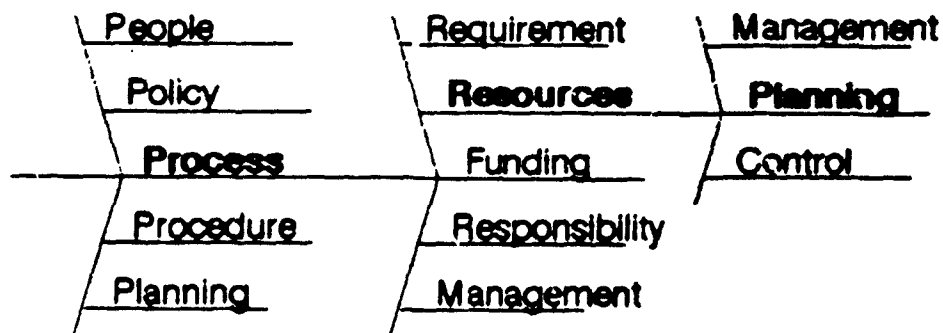 People
Policy
Process
Procedure
Planning
Requirement
Resources
Funding
Responsibility
Management
Management
Planning
Control